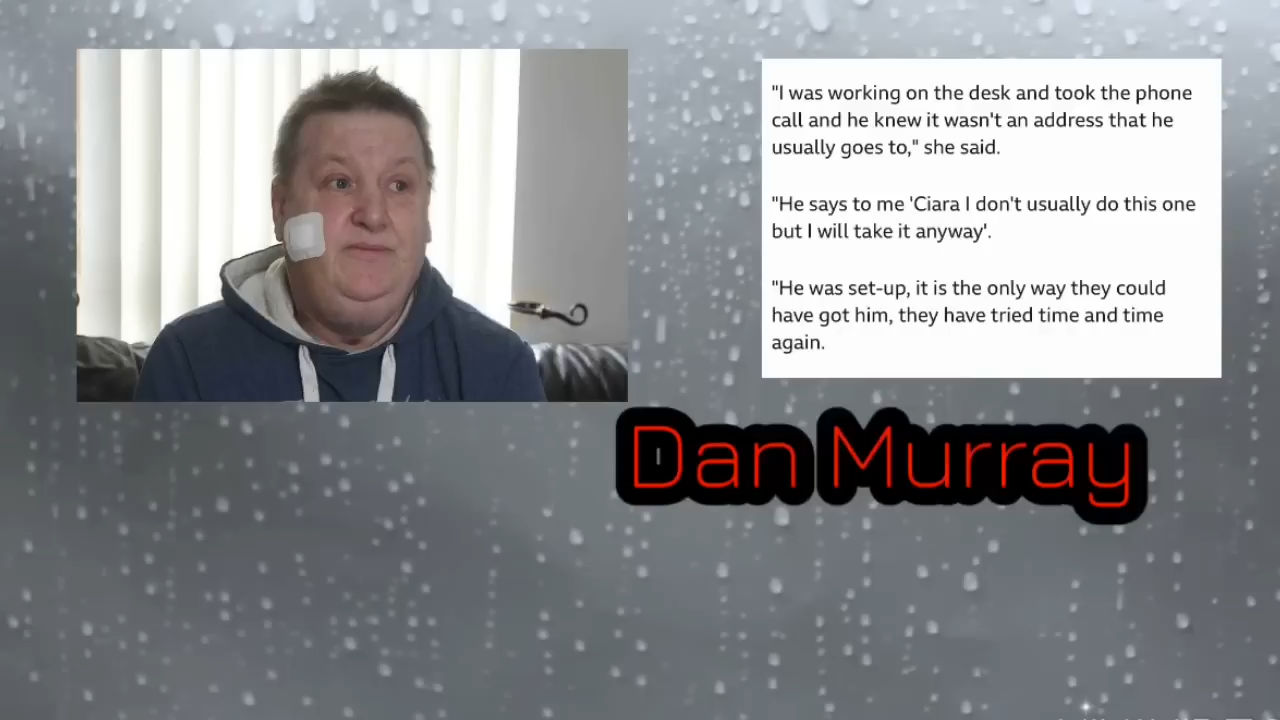 "I was working on the desk and took the phone
call and he knew it wasn't an address that he
usually goes to," she said.
"He says to me 'Ciara I don't usually do this one
but I will take it anyway'.
"He was set-up, it is the only way they could
have got him, they have tried time and time
again.
Dan Murray